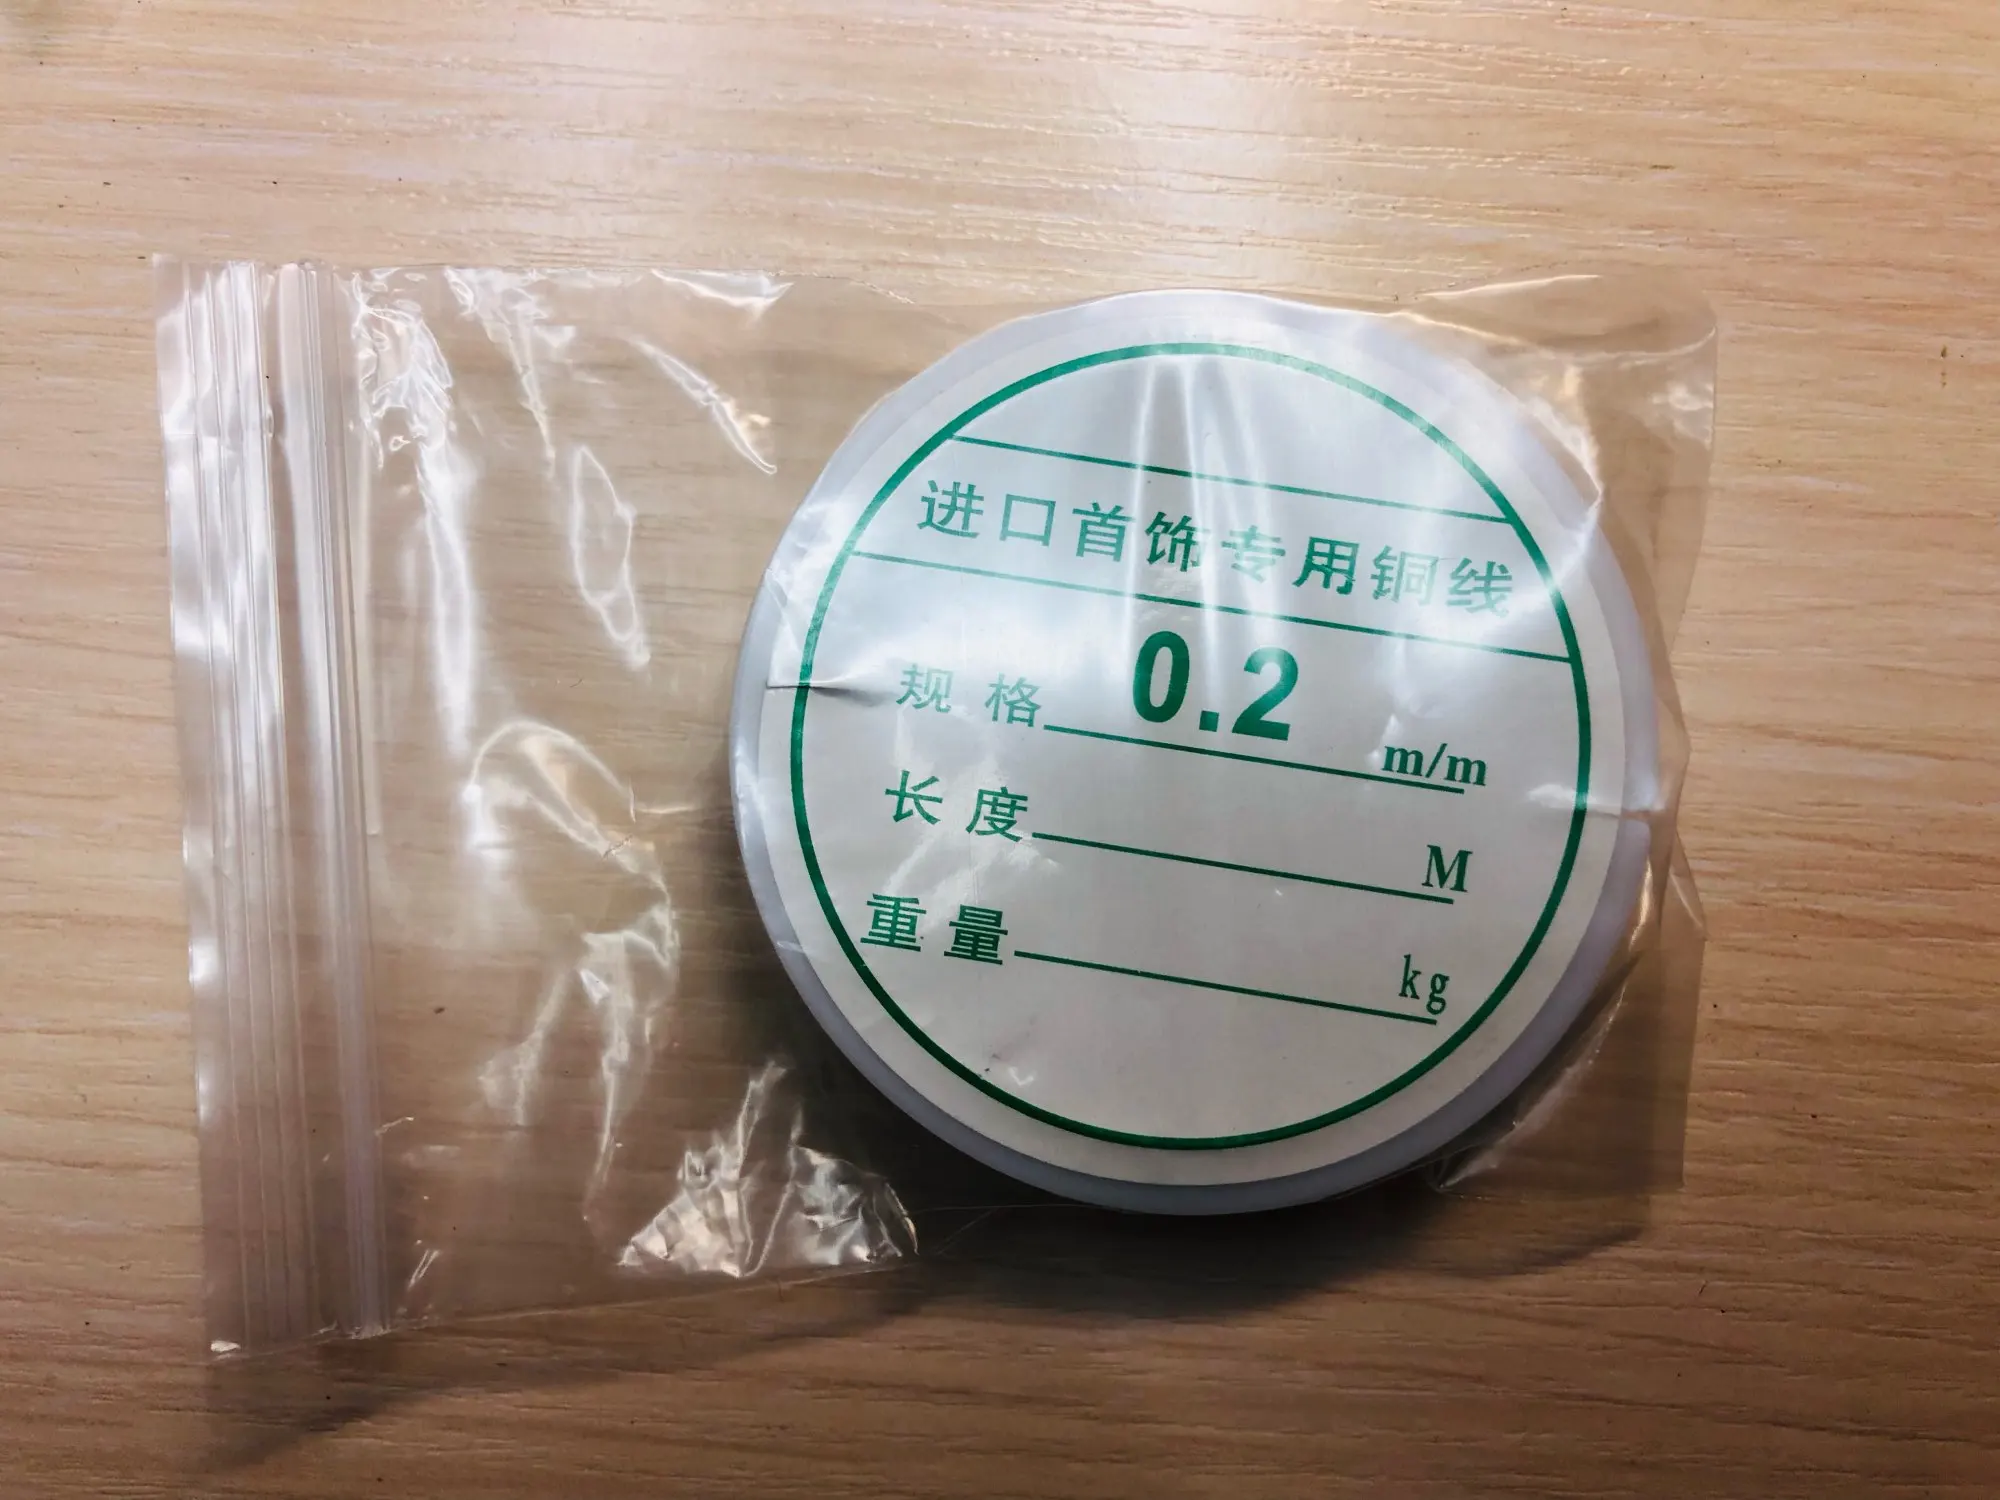 进口首饰专用铜线
规格 0.2 m/m
长度 M
重量 kg